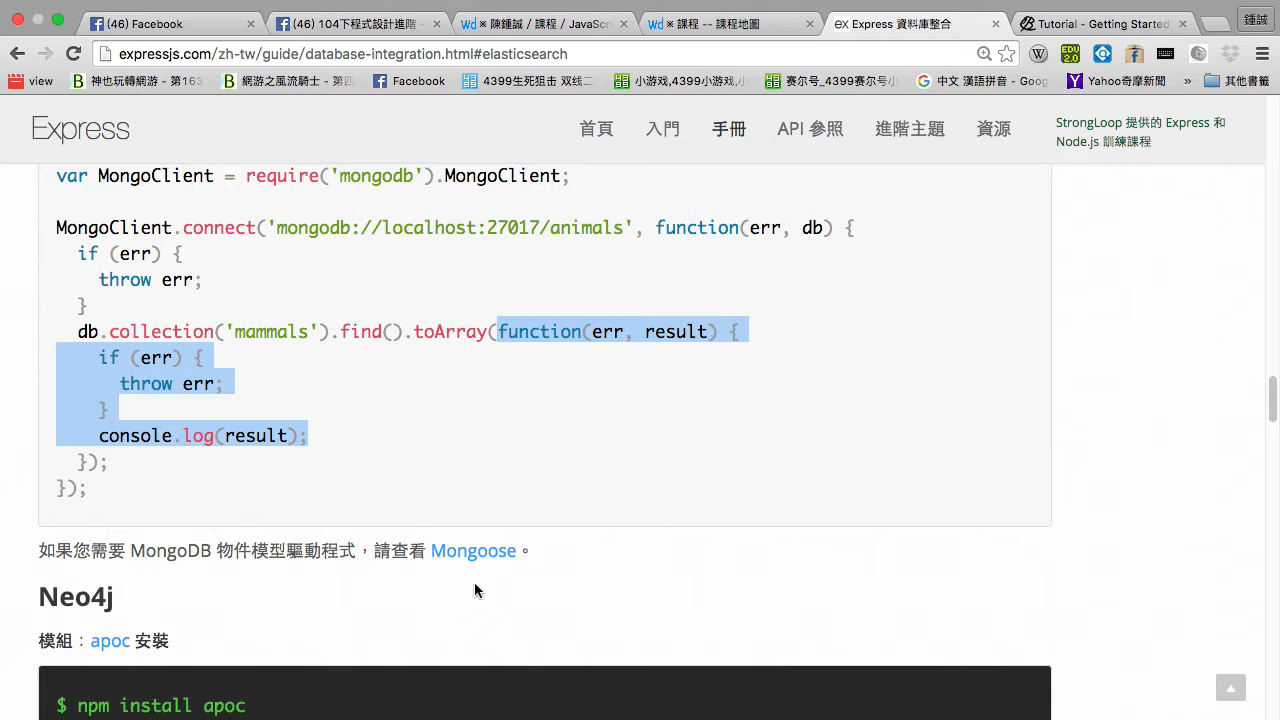 (46) Facebook
(46) 104下程式設計進階
※ 陳鍾誠 / 課程 / JavaScri
※ 課程 -- 課程地圖
Express 資料庫整合
Tutorial - Getting Started
鍾誠
expressjs.com/zh-tw/guide/database-integration.html#elasticsearch
view
神也玩轉網游 - 第163
網游之風流騎士 - 第四
Facebook
4399生死狙击 双线二
小游戏,4399小游戏,小
赛尔号_4399赛尔号小
中文 漢語拼音 - Goog
Yahoo奇摩新聞
»
其他書籤
Express
首頁
入門
手冊
API 參照
進階主題
資源
StrongLoop 提供的 Express 和
Node.js 訓練課程
var MongoClient = require('mongodb').MongoClient;
MongoClient.connect('mongodb://localhost:27017/animals', function(err, db) {
if (err) {
throw err;
}
db.collection('mammals').find().toArray(function(err, result) {
if (err) {
throw err;
}
console.log(result);
});
});
如果您需要 MongoDB 物件模型驅動程式，請查看 Mongoose。
Neo4j
模組：apoc 安裝
$ npm install apoc